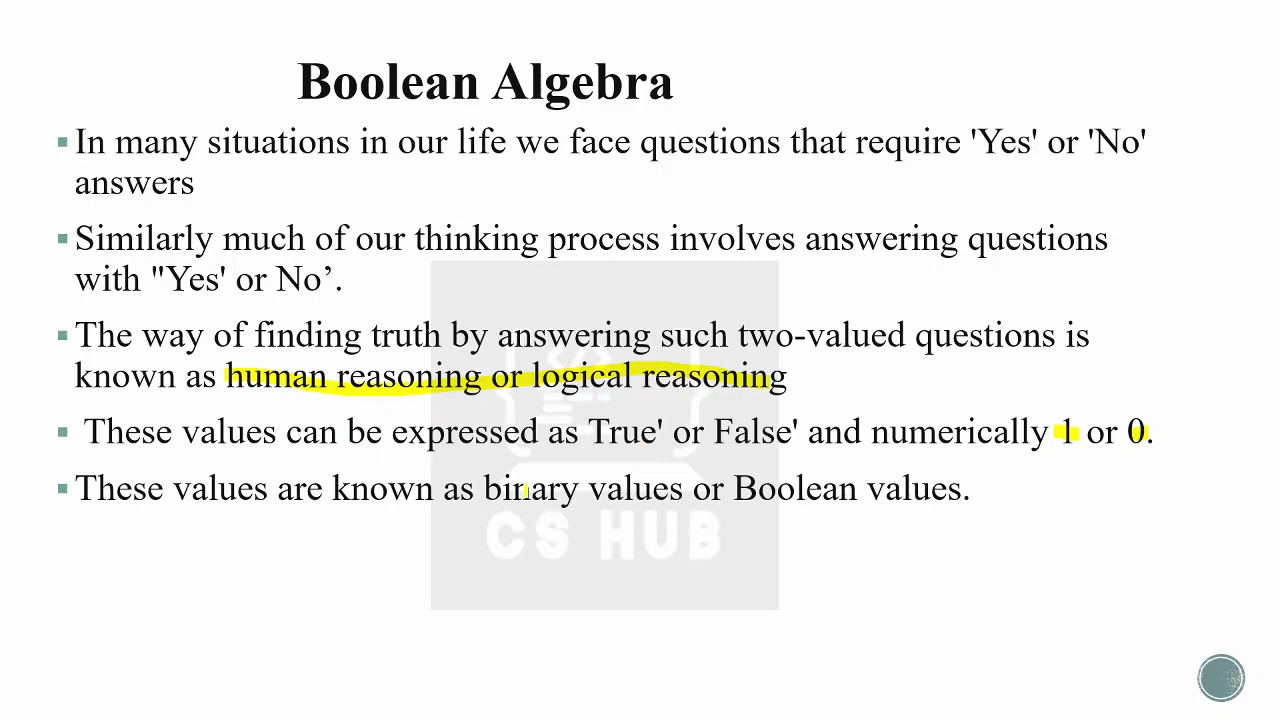 Boolean Algebra
In many situations in our life we face questions that require 'Yes' or 'No'
answers
Similarly much of our thinking process involves answering questions
with "Yes' or No’.
The way of finding truth by answering such two-valued questions is
known as human reasoning or logical reasoning
These values can be expressed as True' or False' and numerically 1 or 0.
These values are known as binary values or Boolean values.
CS HUB